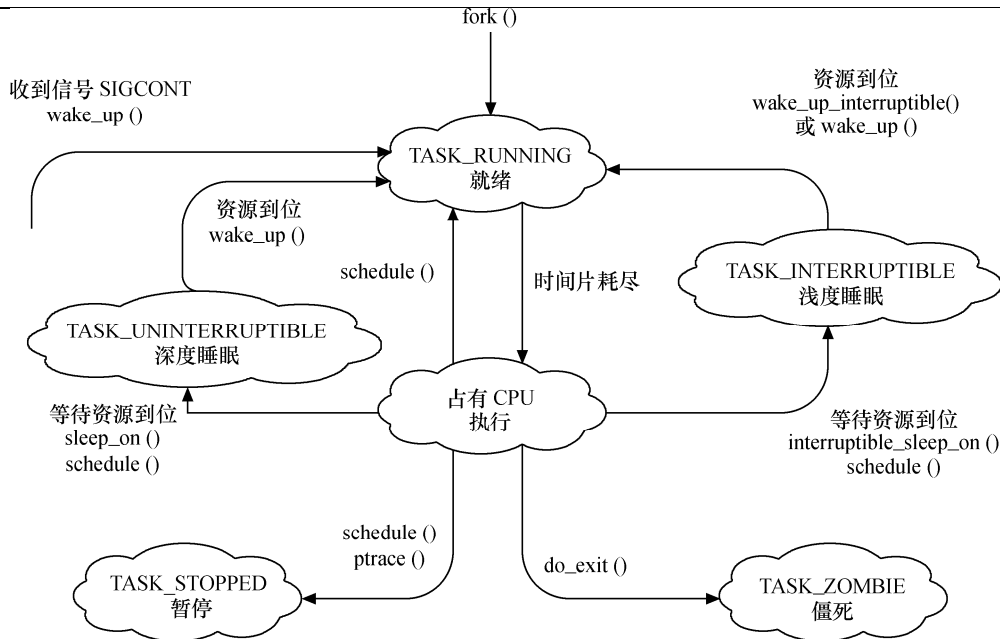 fork ()
收到信号 SIGCONT
wake_up ()
资源到位
wake_up_interruptible()
或 wake_up ()
TASK_RUNNING
就绪
资源到位
wake_up ()
schedule ()
时间片耗尽
TASK_INTERRUPTIBLE
浅度睡眠
TASK_UNINTERRUPTIBLE
深度睡眠
占有 CPU
执行
等待资源到位
sleep_on ()
schedule ()
等待资源到位
interruptible_sleep_on ()
schedule ()
schedule ()
ptrace ()
do_exit ()
TASK_STOPPED
暂停
TASK_ZOMBIE
僵死